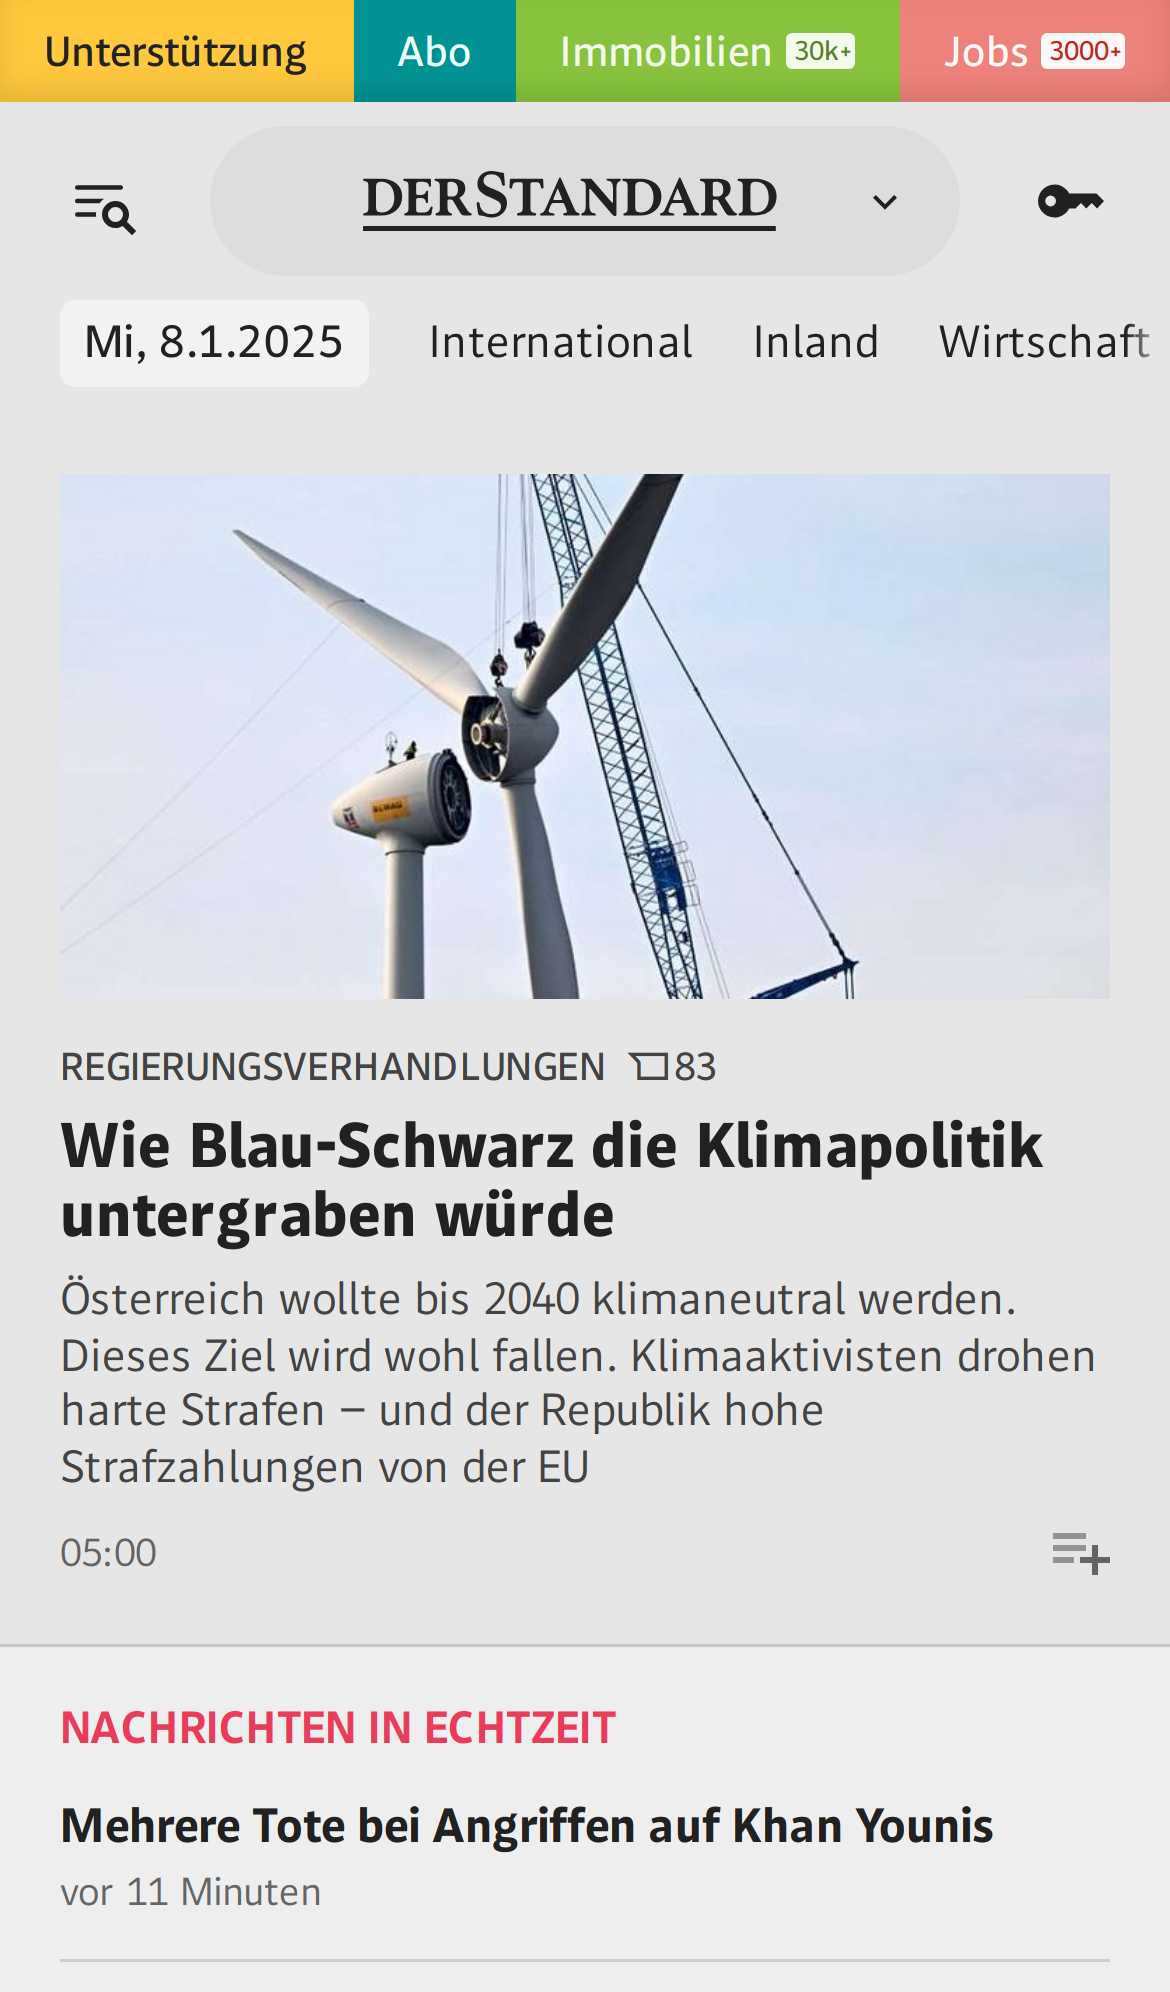 Unterstützung
Abo
Immobilien 30k+
Jobs 3000+
DERSTANDARD
Mi, 8.1.2025
International
Inland
Wirtschaft
REGIERUNGSVERHANDLUNGEN 83
Wie Blau-Schwarz die Klimapolitik
untergraben würde
Österreich wollte bis 2040 klimaneutral werden.
Dieses Ziel wird wohl fallen. Klimaaktivisten drohen
harte Strafen – und der Republik hohe
Strafzahlungen von der EU
05:00
NACHRICHTEN IN ECHTZEIT
Mehrere Tote bei Angriffen auf Khan Younis
vor 11 Minuten